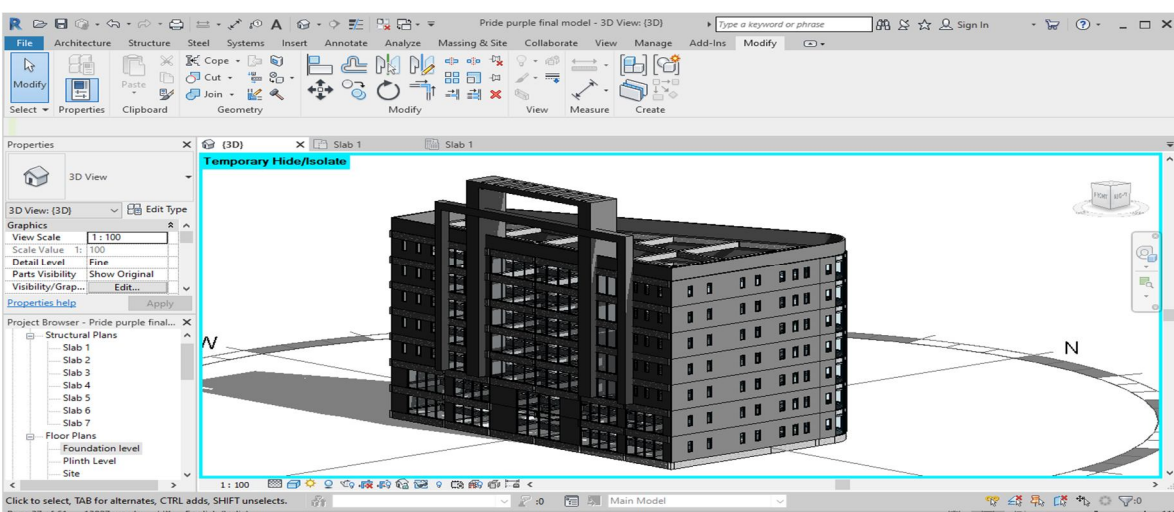 Pride purple final model - 3D View: {3D}
Type a keyword or phrase
Sign In
File Architecture Structure Steel Systems Insert Annotate Analyze Massing & Site Collaborate View Manage Add-Ins Modify
Modify
Paste
Cope
Cut
Join
Select Properties Clipboard Geometry Modify View Measure Create
Properties
{3D} Slab 1 Slab 1
Temporary Hide/Isolate
3D View
3D View: {3D} Edit Type
Graphics
View Scale 1 : 100
Scale Value 1: 100
Detail Level Fine
Parts Visibility Show Original
Visibility/Grap... Edit...
Properties help Apply
Project Browser - Pride purple final...
Structural Plans
Slab 1
Slab 2
Slab 3
Slab 4
Slab 5
Slab 6
Slab 7
Floor Plans
Foundation level
Plinth Level
Site
W
N
1 : 100
Click to select, TAB for alternates, CTRL adds, SHIFT unselects. :0 Main Model :0